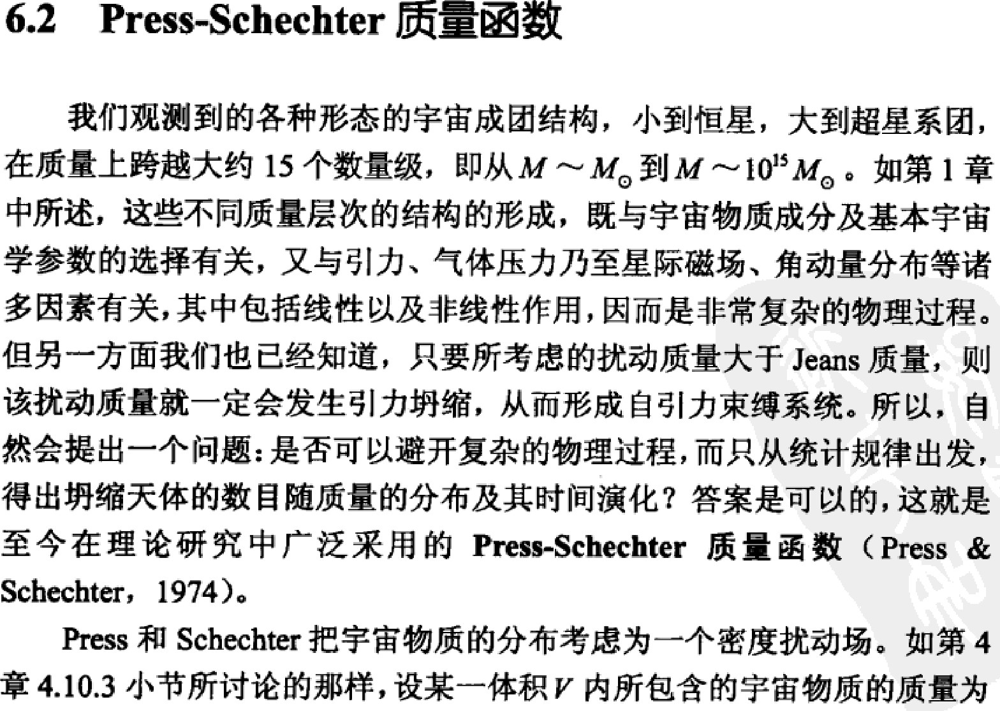 6.2 Press-Schechter 质量函数
我们观测到的各种形态的宇宙成团结构，小到恒星，大到超星系团，
在质量上跨越大约 15 个数量级，即从 M ～ M⊙ 到 M ～10¹⁵ M⊙ 。如第 1 章
中所述，这些不同质量层次的结构的形成，既与宇宙物质成分及基本宇宙
学参数的选择有关，又与引力、气体压力乃至星际磁场、角动量分布等诸
多因素有关，其中包括线性以及非线性作用，因而是非常复杂的物理过程。
但另一方面我们也已经知道，只要所考虑的扰动质量大于 Jeans 质量，则
该扰动质量就一定会发生引力坍缩，从而形成自引力束缚系统。所以，自
然会提出一个问题：是否可以避开复杂的物理过程，而只从统计规律出发，
得出坍缩天体的数目随质量的分布及其时间演化？答案是可以的，这就是
至今在理论研究中广泛采用的 Press-Schechter 质量函数（Press &
Schechter， 1974）。
Press 和 Schechter 把宇宙物质的分布考虑为一个密度扰动场。如第 4
章 4.10.3 小节所讨论的那样，设某一体积 V 内所包含的宇宙物质的质量为